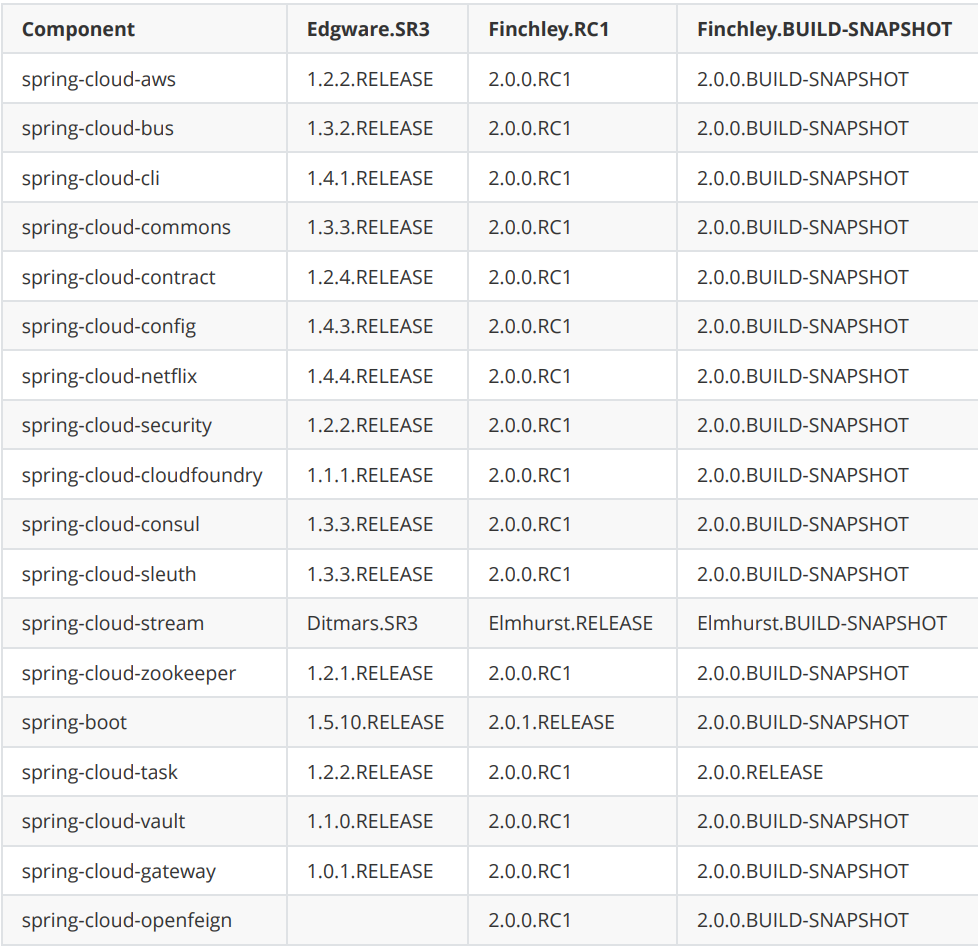 Component Edgware.SR3 Finchley.RC1 Finchley.BUILD-SNAPSHOT
spring-cloud-aws 1.2.2.RELEASE 2.0.0.RC1 2.0.0.BUILD-SNAPSHOT
spring-cloud-bus 1.3.2.RELEASE 2.0.0.RC1 2.0.0.BUILD-SNAPSHOT
spring-cloud-cli 1.4.1.RELEASE 2.0.0.RC1 2.0.0.BUILD-SNAPSHOT
spring-cloud-commons 1.3.3.RELEASE 2.0.0.RC1 2.0.0.BUILD-SNAPSHOT
spring-cloud-contract 1.2.4.RELEASE 2.0.0.RC1 2.0.0.BUILD-SNAPSHOT
spring-cloud-config 1.4.3.RELEASE 2.0.0.RC1 2.0.0.BUILD-SNAPSHOT
spring-cloud-netflix 1.4.4.RELEASE 2.0.0.RC1 2.0.0.BUILD-SNAPSHOT
spring-cloud-security 1.2.2.RELEASE 2.0.0.RC1 2.0.0.BUILD-SNAPSHOT
spring-cloud-cloudfoundry 1.1.1.RELEASE 2.0.0.RC1 2.0.0.BUILD-SNAPSHOT
spring-cloud-consul 1.3.3.RELEASE 2.0.0.RC1 2.0.0.BUILD-SNAPSHOT
spring-cloud-sleuth 1.3.3.RELEASE 2.0.0.RC1 2.0.0.BUILD-SNAPSHOT
spring-cloud-stream Ditmars.SR3 Elmhurst.RELEASE Elmhurst.BUILD-SNAPSHOT
spring-cloud-zookeeper 1.2.1.RELEASE 2.0.0.RC1 2.0.0.BUILD-SNAPSHOT
spring-boot 1.5.10.RELEASE 2.0.1.RELEASE 2.0.0.BUILD-SNAPSHOT
spring-cloud-task 1.2.2.RELEASE 2.0.0.RC1 2.0.0.RELEASE
spring-cloud-vault 1.1.0.RELEASE 2.0.0.RC1 2.0.0.BUILD-SNAPSHOT
spring-cloud-gateway 1.0.1.RELEASE 2.0.0.RC1 2.0.0.BUILD-SNAPSHOT
spring-cloud-openfeign 2.0.0.RC1 2.0.0.BUILD-SNAPSHOT